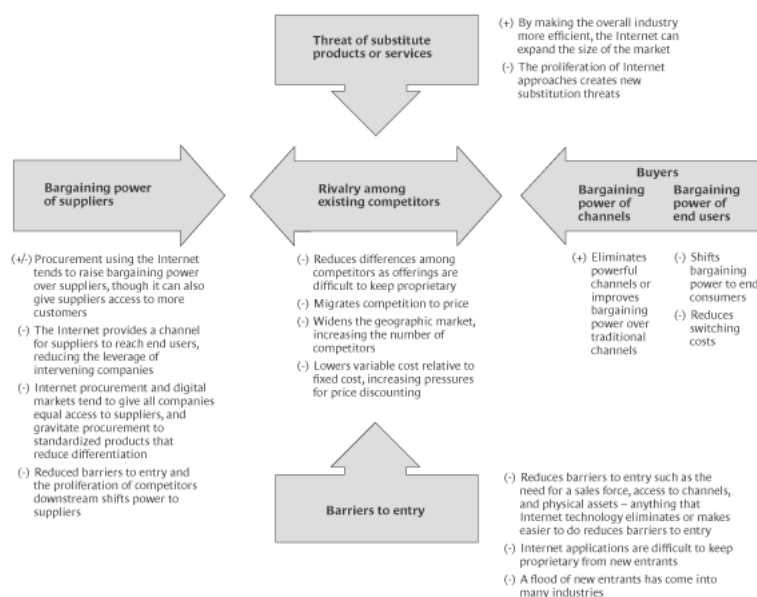 Threat of substitute
products or services
(+) By making the overall industry
more efficient, the Internet can
expand the size of the market
(-) The proliferation of Internet
approaches creates new
substitution threats
Bargaining power
of suppliers
(+/-) Procurement using the Internet
tends to raise bargaining power
over suppliers, though it can also
give suppliers access to more
customers
(-) The Internet provides a channel
for suppliers to reach end users,
reducing the leverage of
intervening companies
(-) Internet procurement and digital
markets tend to give all companies
equal access to suppliers, and
gravitate procurement to
standardized products that
reduce differentiation
(-) Reduced barriers to entry and
the proliferation of competitors
downstream shifts power to
suppliers
Rivalry among
existing competitors
(-) Reduces differences among
competitors as offerings are
difficult to keep proprietary
(-) Migrates competition to price
(-) Widens the geographic market,
increasing the number of
competitors
(-) Lowers variable cost relative to
fixed cost, increasing pressures
for price discounting
Buyers
Bargaining
power of
channels
(+) Eliminates
powerful
channels or
improves
bargaining
power over
traditional
channels
Bargaining
power of
end users
(-) Shifts
bargaining
power to end
consumers
(-) Reduces
switching
costs
Barriers to entry
(-) Reduces barriers to entry such as the
need for a sales force, access to channels,
and physical assets – anything that
Internet technology eliminates or makes
easier to do reduces barriers to entry
(-) Internet applications are difficult to keep
proprietary from new entrants
(-) A flood of new entrants has come into
many industries